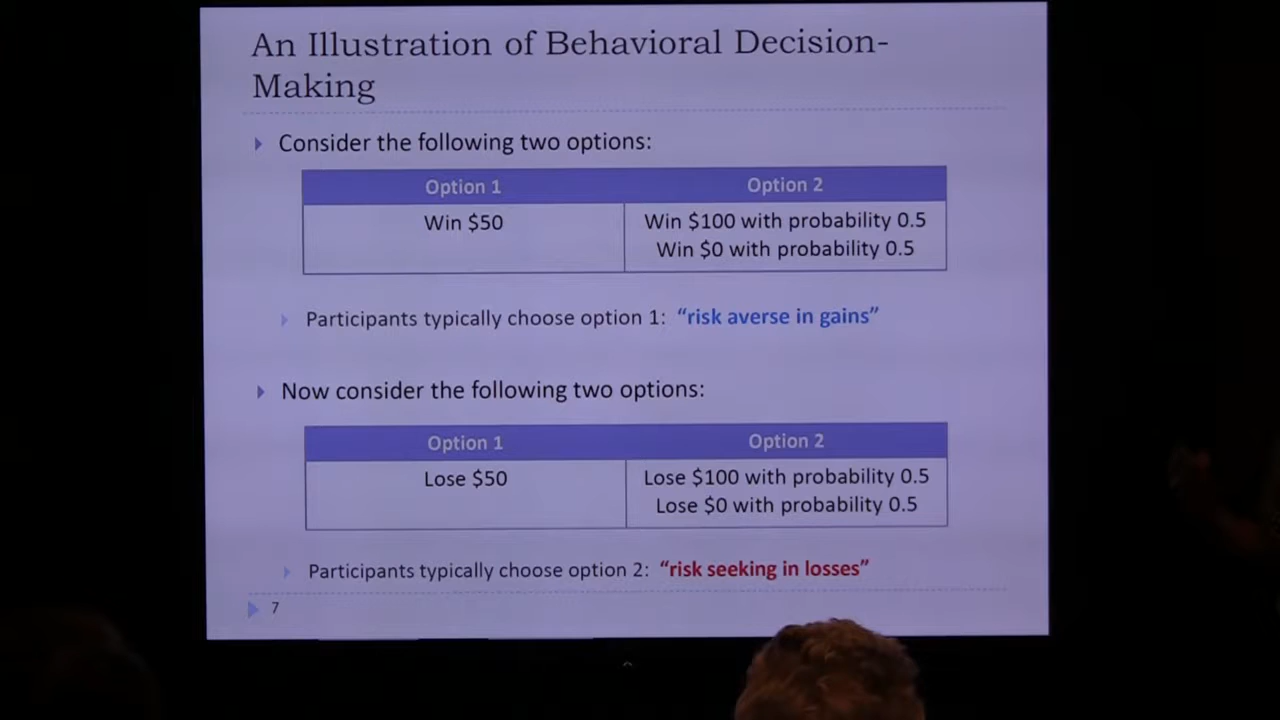 An Illustration of Behavioral Decision-
Making
Consider the following two options:
Option 1 Option 2
Win $50 Win $100 with probability 0.5
Win $0 with probability 0.5
Participants typically choose option 1: “risk averse in gains”
Now consider the following two options:
Option 1 Option 2
Lose $50 Lose $100 with probability 0.5
Lose $0 with probability 0.5
Participants typically choose option 2: “risk seeking in losses”
7